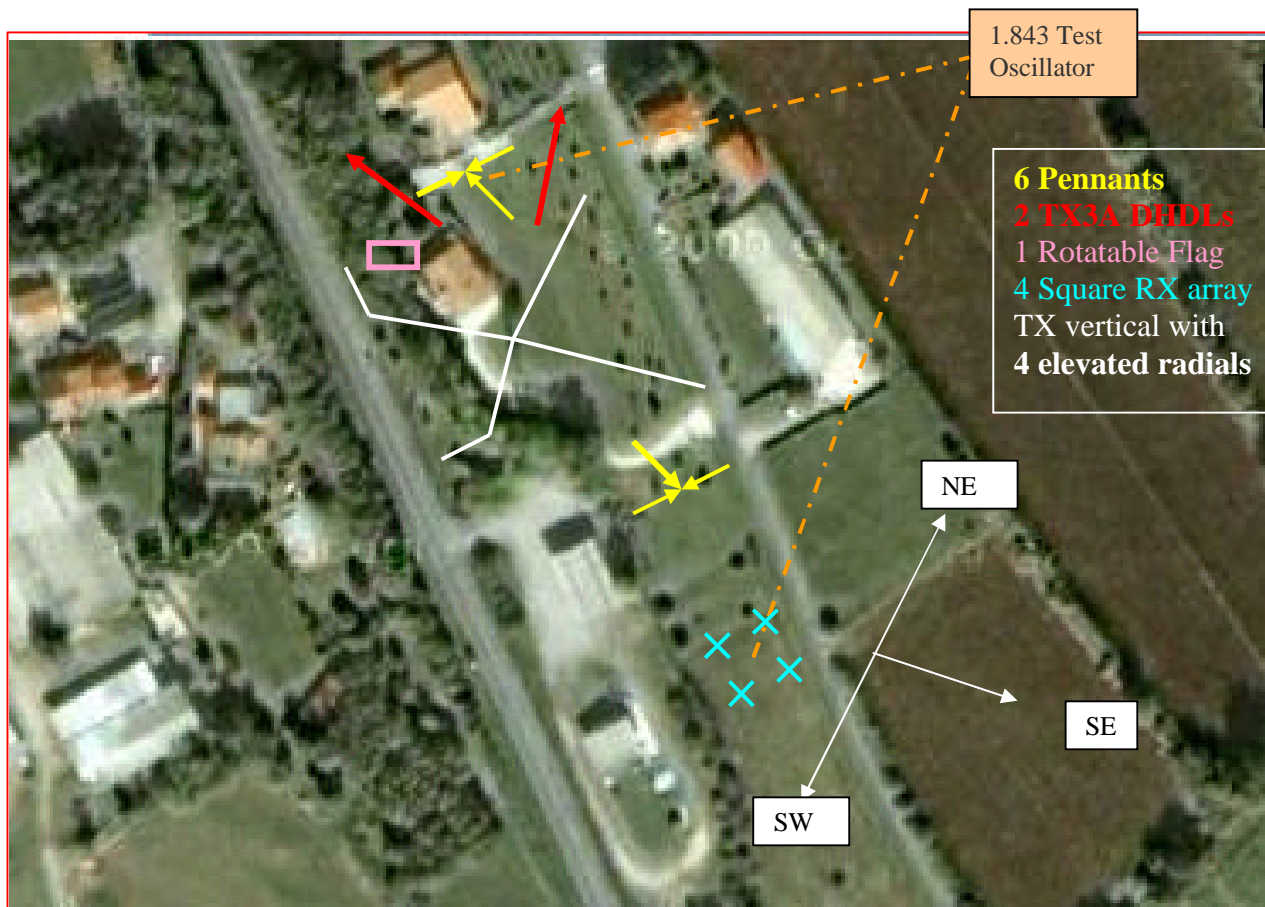 1.843 Test
Oscillator
6 Pennants
2 TX3A DHDLs
1 Rotatable Flag
4 Square RX array
TX vertical with
4 elevated radials
NE
SE
SW